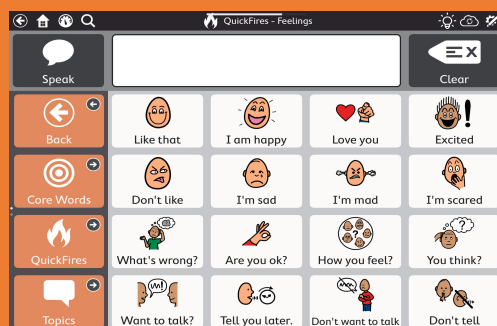 QuickFires - Feelings
Speak
X
Clear
Back
Like that
I am happy
Love you
Excited
Core Words
Don't like
I'm sad
I'm mad
I'm scared
QuickFires
What's wrong?
Are you ok?
How you feel?
You think?
Topics
Want to talk?
Tell you later.
Don't want to talk
Don't tell